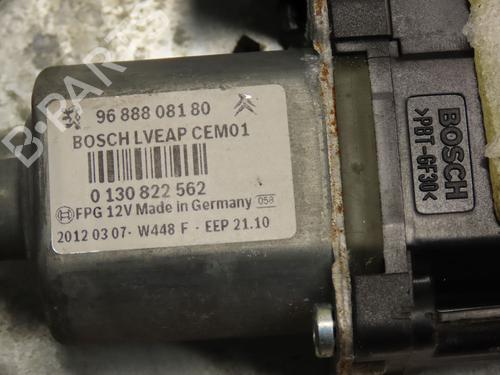 96 888 081 80
BOSCH LVEAP CEM01
0 130 822 562
FPG 12V Made in Germany 058
2012 03 07 · W448 F · EEP 21.10
BOSCH
>PBT-GF30<
B-PARTS